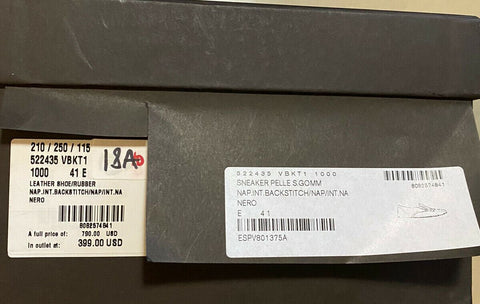 210 / 250 / 115
522435 VBKT1
1000 41 E
LEATHER SHOE/RUBBER
NAP.INT.BACKSTITCH/NAP/INT.NA
NERO
8082574841
A full price of: 790.00 USD
In outlet at:
399.00 USD
18A
522435 VBKT1 1000
SNEAKER PELLE S.GOMM
NAP.INT.BACKSTITCH/NAP/INT.NA
NERO
E 41
ESPV801375A
8082574841